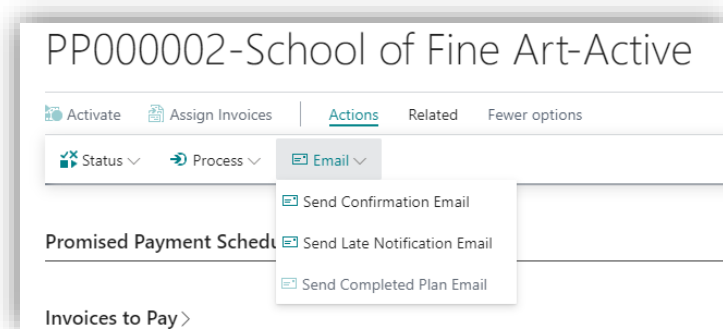 PP000002-School of Fine Art-Active
Activate Assign Invoices Actions Related Fewer options
Status Process Email
Send Confirmation Email
Promised Payment Send Late Notification Email
Send Completed Plan Email
Invoices to Pay